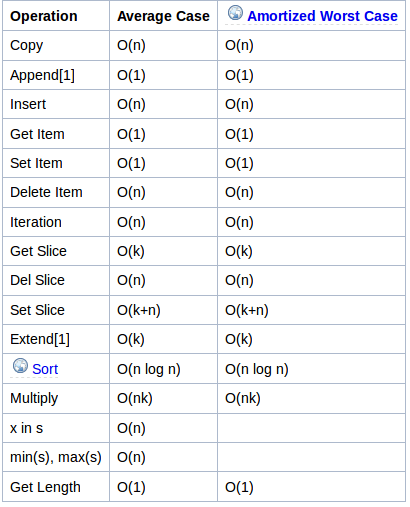 Operation Average Case Amortized Worst Case
Copy O(n) O(n)
Append[1] O(1) O(1)
Insert O(n) O(n)
Get Item O(1) O(1)
Set Item O(1) O(1)
Delete Item O(n) O(n)
Iteration O(n) O(n)
Get Slice O(k) O(k)
Del Slice O(n) O(n)
Set Slice O(k+n) O(k+n)
Extend[1] O(k) O(k)
Sort O(n log n) O(n log n)
Multiply O(nk) O(nk)
x in s O(n)
min(s), max(s) O(n)
Get Length O(1) O(1)